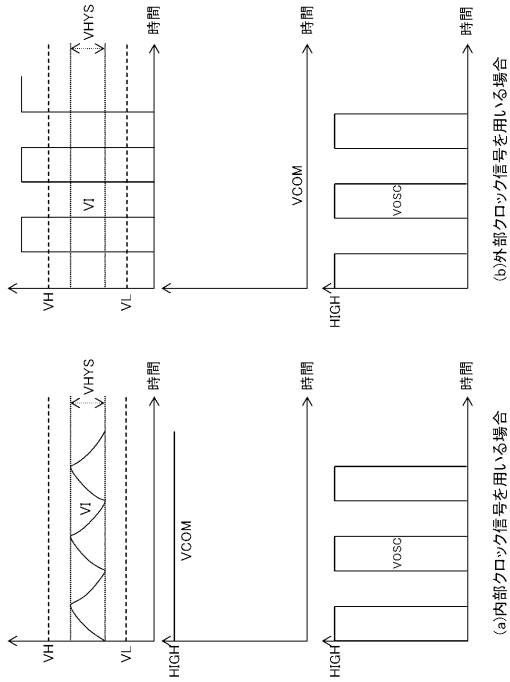 VH
VL
VI
VHYS
時間
HIGH
VCOM
時間
HIGH
VOSC
時間
(a)内部クロック信号を用いる場合
VH
VL
VI
VHYS
時間
VCOM
時間
HIGH
VOSC
時間
(b)外部クロック信号を用いる場合